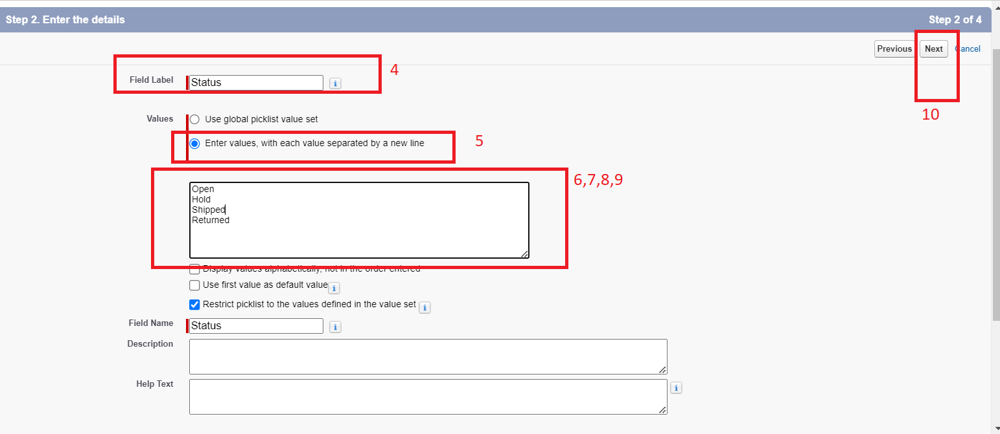 Step 2. Enter the details
Step 2 of 4
Previous
Next
Cancel
10
Field Label
Status
i
4
Values
Use global picklist value set
Enter values, with each value separated by a new line
5
6,7,8,9
Open
Hold
Shipped
Returned
Display values alphabetically, not in the order entered
Use first value as default value
i
Restrict picklist to the values defined in the value set
i
Field Name
Status
i
Description
Help Text
i